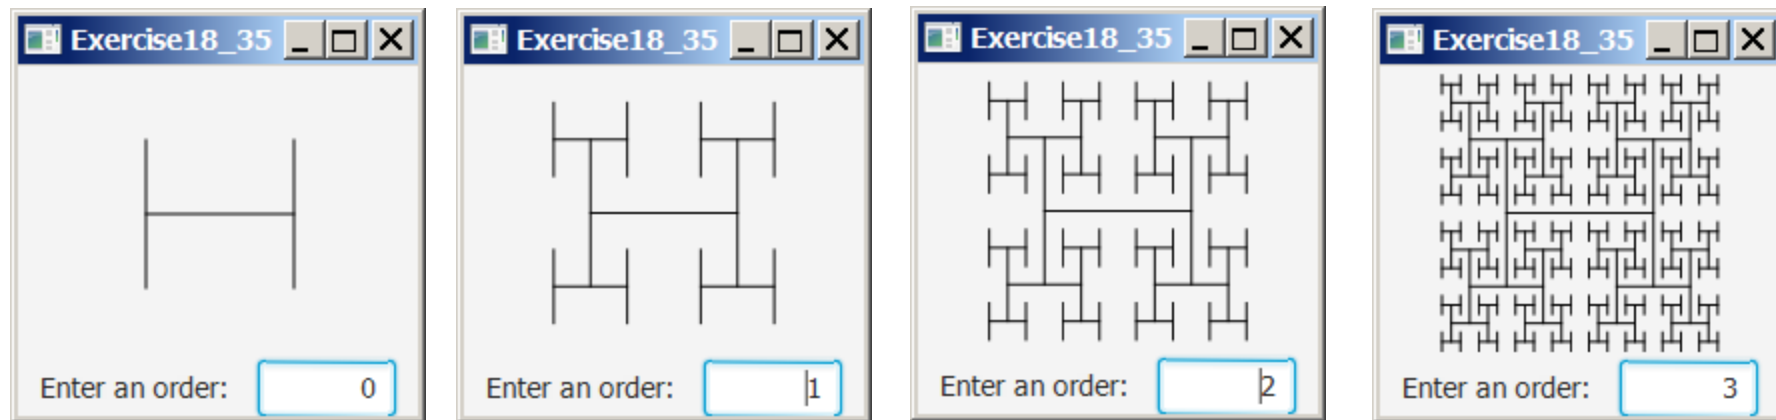 Exercise18_35
Enter an order: 0
Exercise18_35
Enter an order: 1
Exercise18_35
Enter an order: 2
Exercise18_35
Enter an order: 3